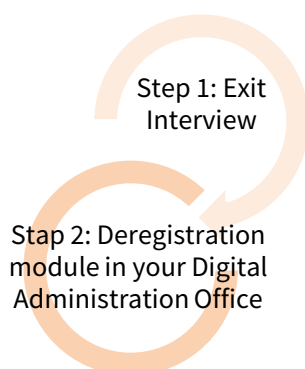 Step 1: Exit
Interview
Stap 2: Deregistration
module in your Digital
Administration Office